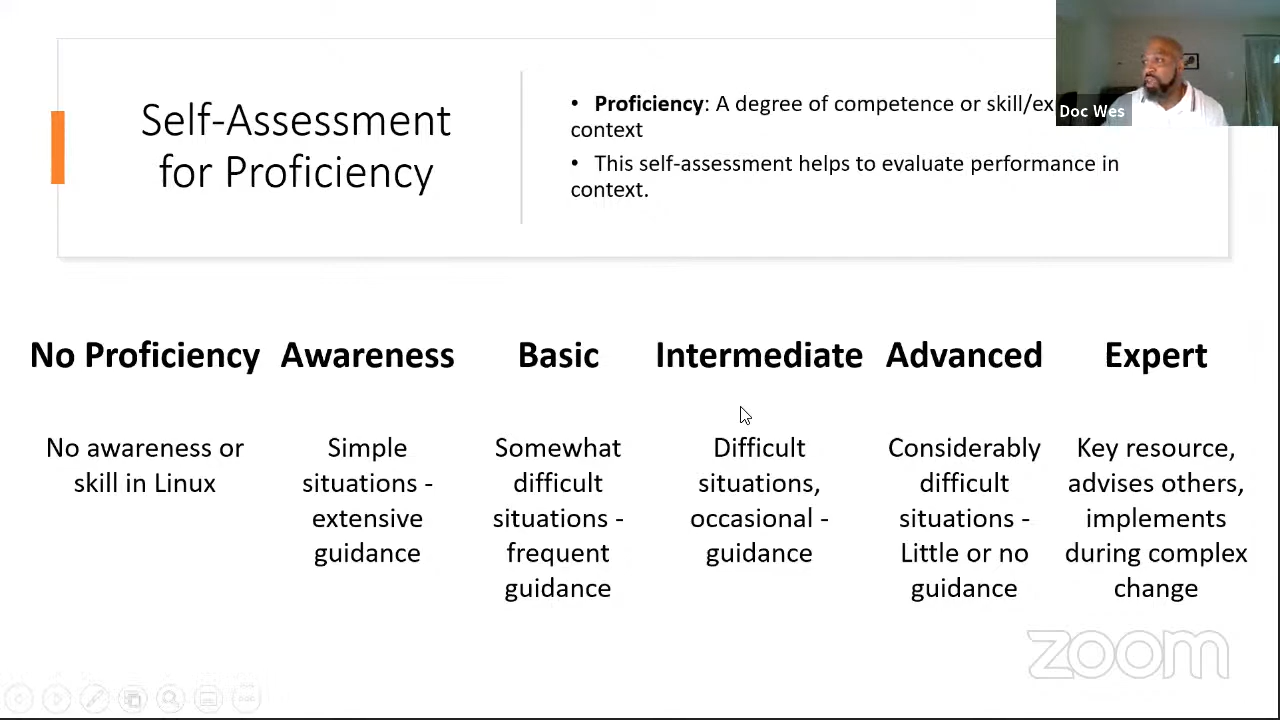 Self-Assessment
for Proficiency
• Proficiency: A degree of competence or skill/ex
context
• This self-assessment helps to evaluate performance in
context.
Doc Wes
No Proficiency
No awareness or
skill in Linux
Awareness
Simple
situations -
extensive
guidance
Basic
Somewhat
difficult
situations -
frequent
guidance
Intermediate
Difficult
situations,
occasional -
guidance
Advanced
Considerably
difficult
situations -
Little or no
guidance
Expert
Key resource,
advises others,
implements
during complex
change
zoom